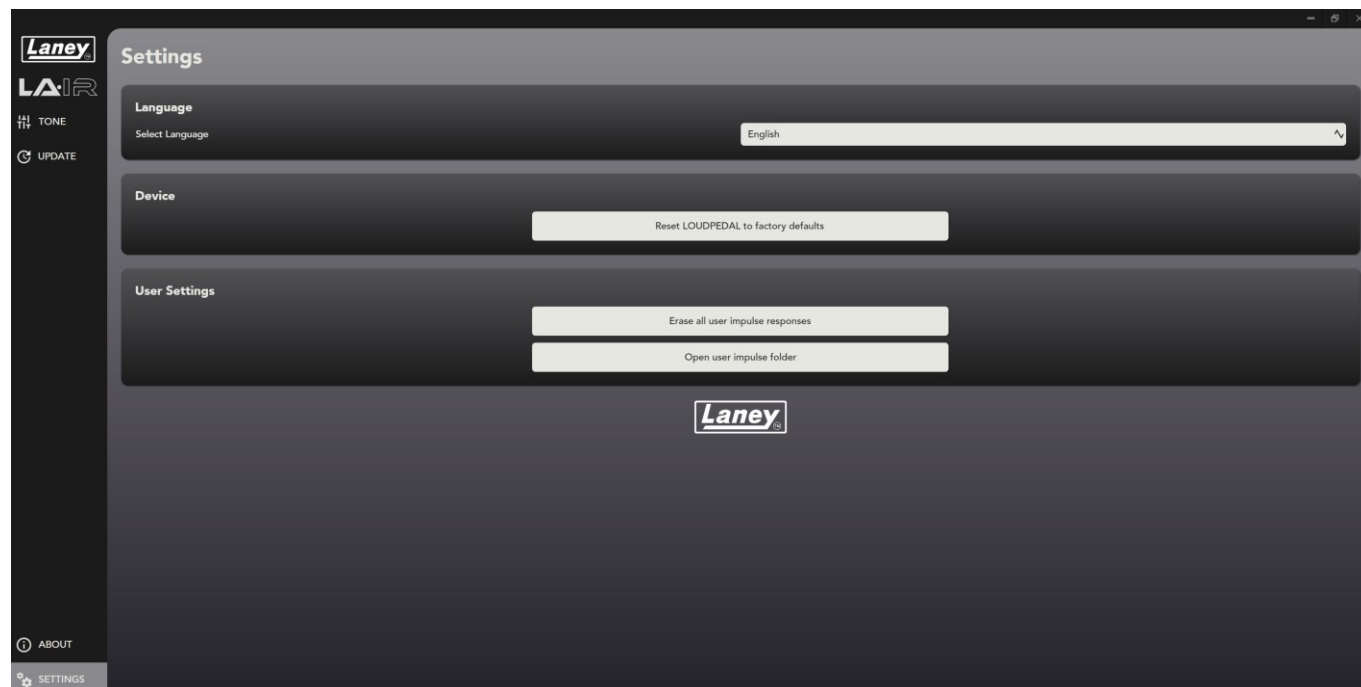 Laney
LA·IR
TONE
UPDATE
Settings
Language
Select Language
English
Device
Reset LOUDPEDAL to factory defaults
User Settings
Erase all user impulse responses
Open user impulse folder
Laney
ABOUT
SETTINGS